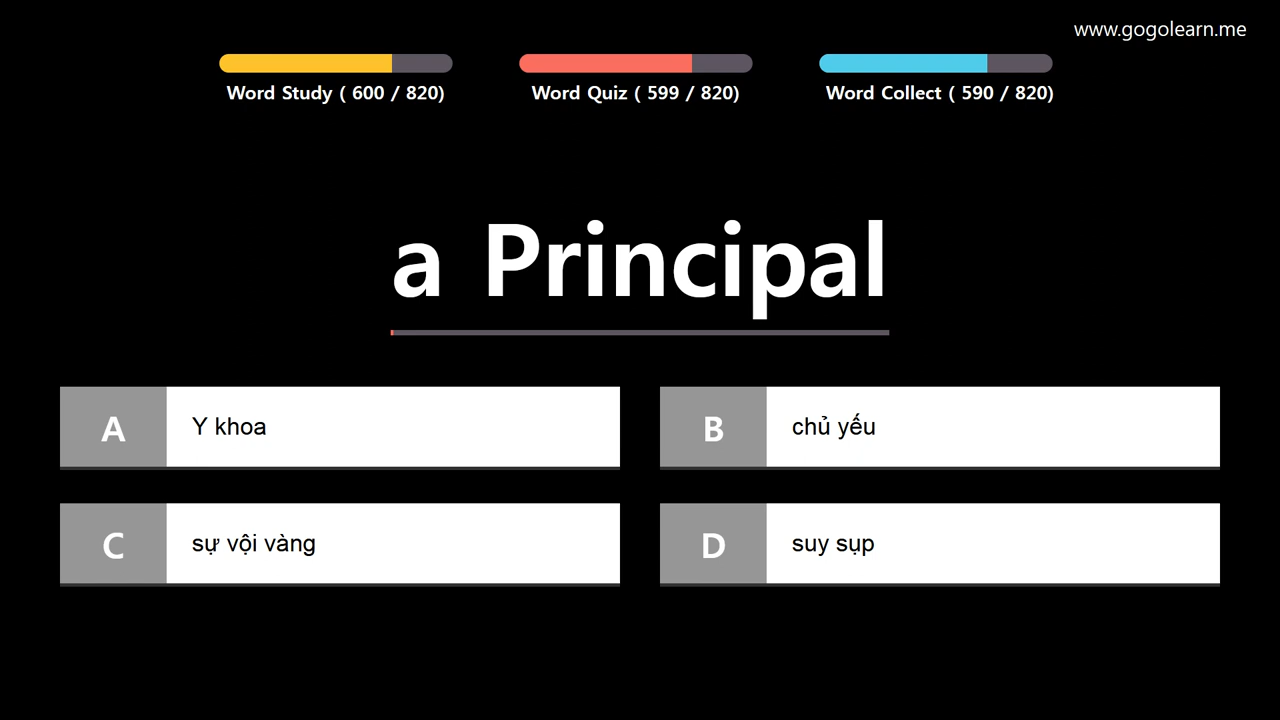 www.gogolearn.me
Word Study ( 600 / 820)
Word Quiz ( 599 / 820)
Word Collect ( 590 / 820)
a Principal
A
Y khoa
B
chủ yếu
C
sự vội vàng
D
suy sụp